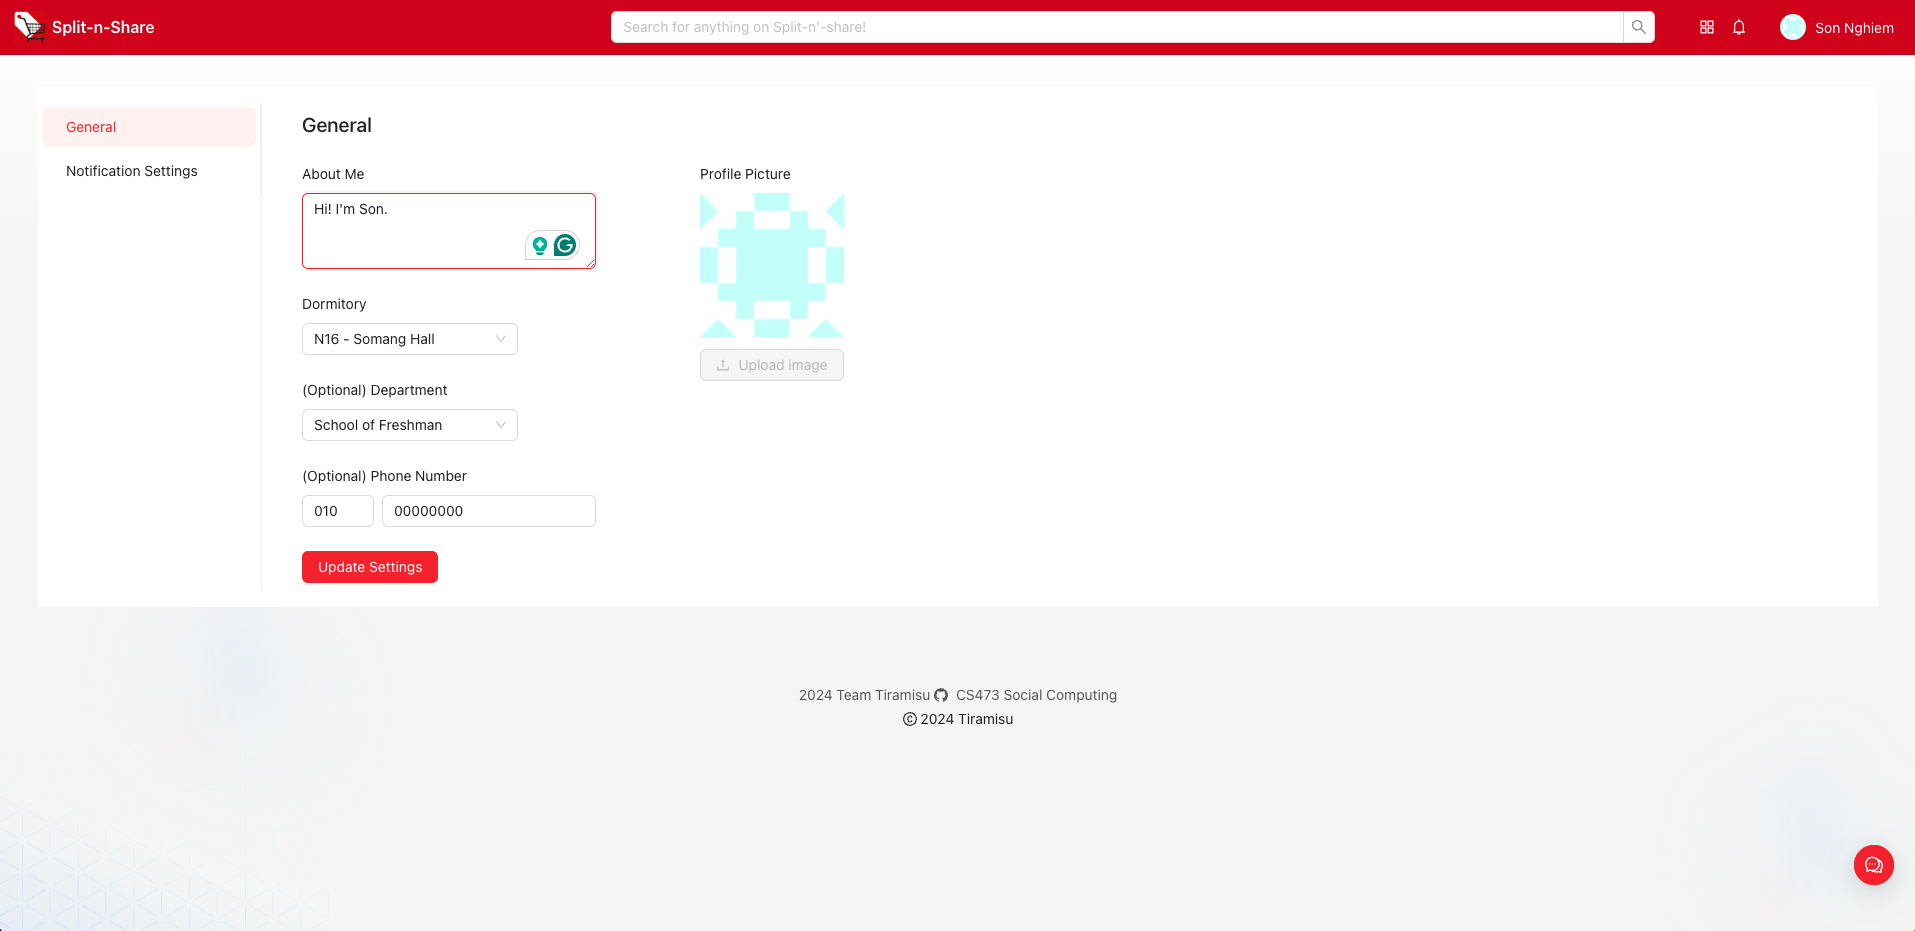 Split-n-Share
Search for anything on Split-n'-share!
Son Nghiem
General
Notification Settings
General
About Me
Hi! I'm Son.
Dormitory
N16 - Somang Hall
(Optional) Department
School of Freshman
(Optional) Phone Number
010 00000000
Update Settings
Profile Picture
Upload image
2024 Team Tiramisu CS473 Social Computing
© 2024 Tiramisu